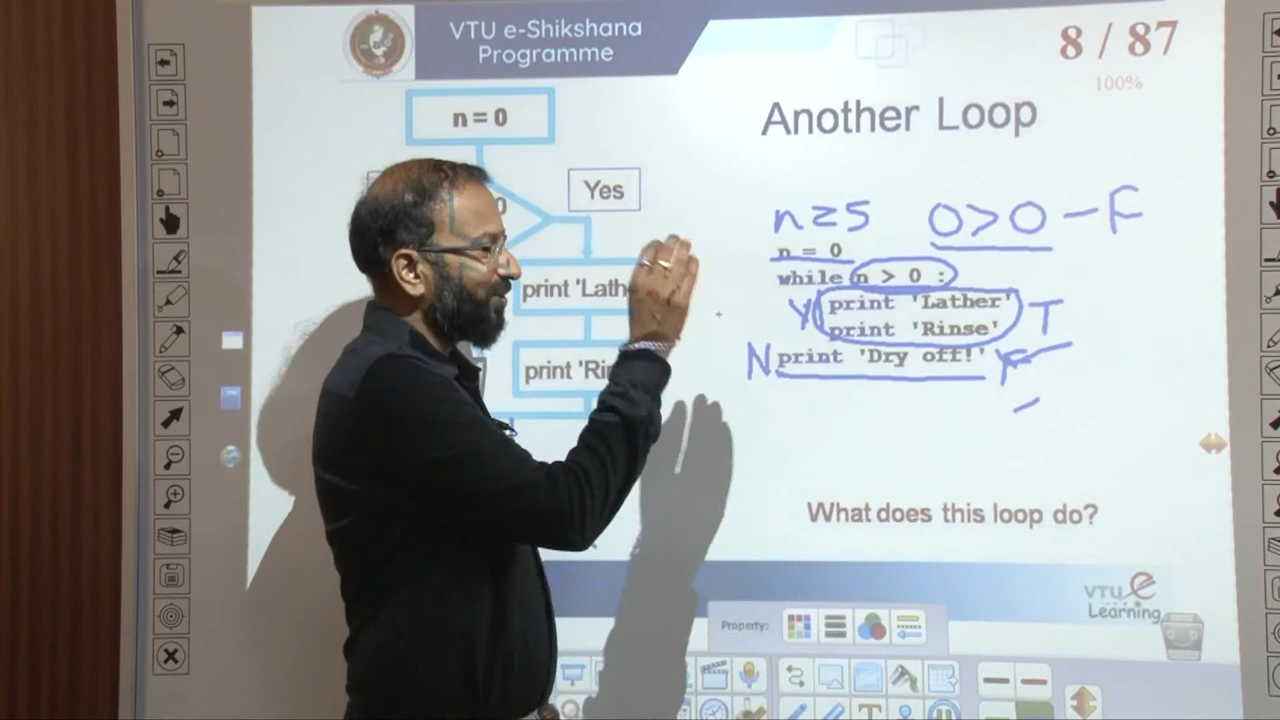 VTU e-Shikshana
Programme
8 / 87
100%
n = 0
Another Loop
Yes
0
n=5 0>0 - F
n = 0
while n > 0 :
Y print 'Lather' T
print 'Rinse'
N print 'Dry off!' F
print 'Lath
print 'Ri
What does this loop do?
VTU e
Learning
Property: